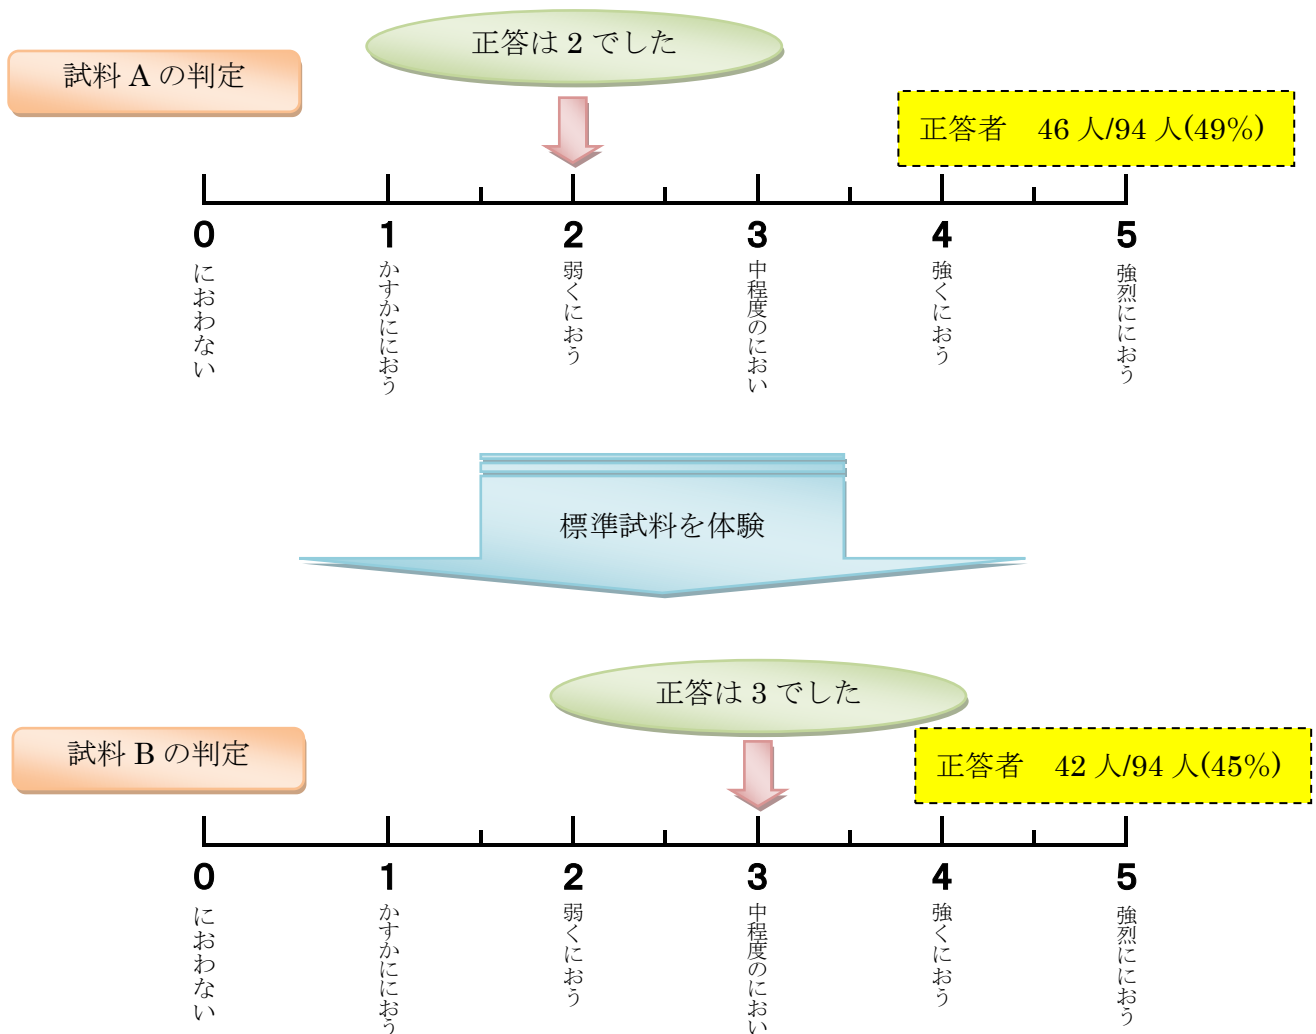 正答は 2 でした
試料 A の判定
正答者　46 人/94 人(49%)
0 1 2 3 4 5
におわない
かすかににおう
弱くにおう
中程度のにおい
強くにおう
強烈ににおう
標準試料を体験
正答は 3 でした
試料 B の判定
正答者　42 人/94 人(45%)
0 1 2 3 4 5
におわない
かすかににおう
弱くにおう
中程度のにおい
強くにおう
強烈ににおう